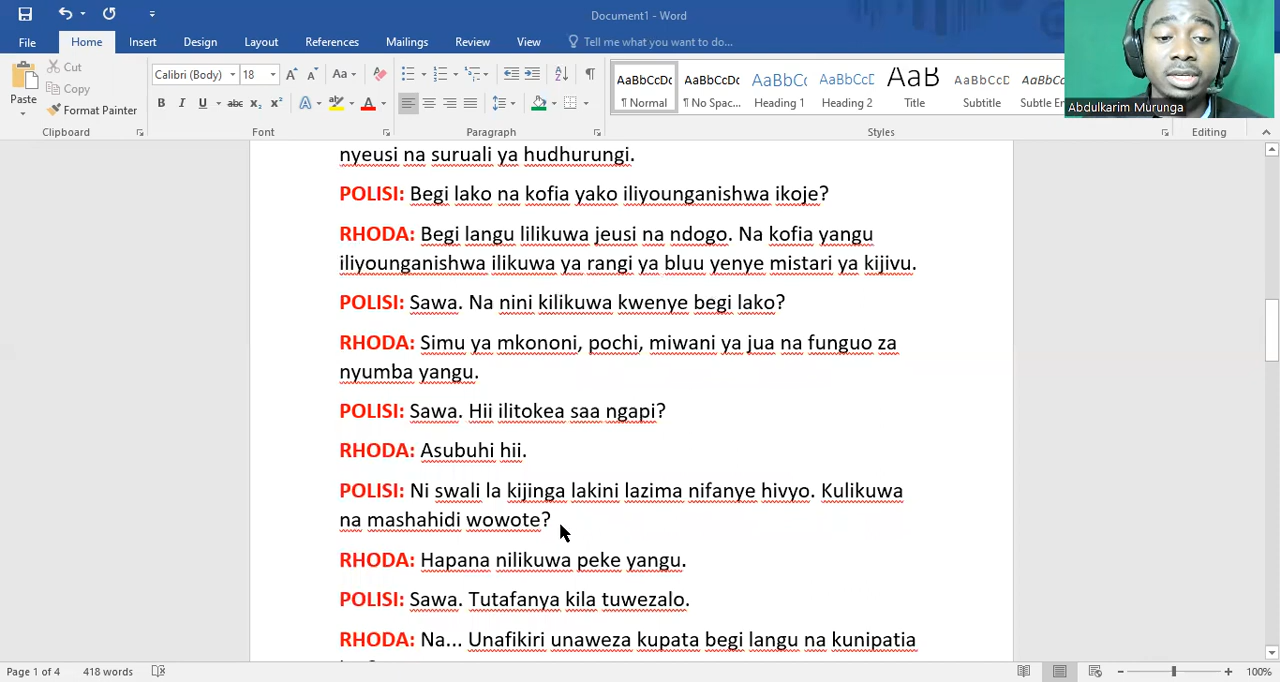 Document1 - Word
File Home Insert Design Layout References Mailings Review View Tell me what you want to do...
Cut
Copy
Format Painter
Paste
Calibri (Body) 18
AaBbCcDc AaBbCcDc AaBbCc AaBbCc AaB AaBbCcD
¶ Normal ¶ No Spac... Heading 1 Heading 2 Title Subtitle
Clipboard Font Paragraph Styles Editing
Abdulkarim Murunga
nyeusi na suruali ya hudhurungi.
POLISI: Begi lako na kofia yako iliyounganishwa ikoje?
RHODA: Begi langu lilikuwa jeusi na ndogo. Na kofia yangu
iliyounganishwa ilikuwa ya rangi ya bluu yenye mistari ya kijivu.
POLISI: Sawa. Na nini kilikuwa kwenye begi lako?
RHODA: Simu ya mkononi, pochi, miwani ya jua na funguo za
nyumba yangu.
POLISI: Sawa. Hii ilitokea saa ngapi?
RHODA: Asubuhi hii.
POLISI: Ni swali la kijinga lakini lazima nifanye hivyo. Kulikuwa
na mashahidi wowote?
RHODA: Hapana nilikuwa peke yangu.
POLISI: Sawa. Tutafanya kila tuwezalo.
RHODA: Na... Unafikiri unaweza kupata begi langu na kunipatia
Page 1 of 4 418 words 100%